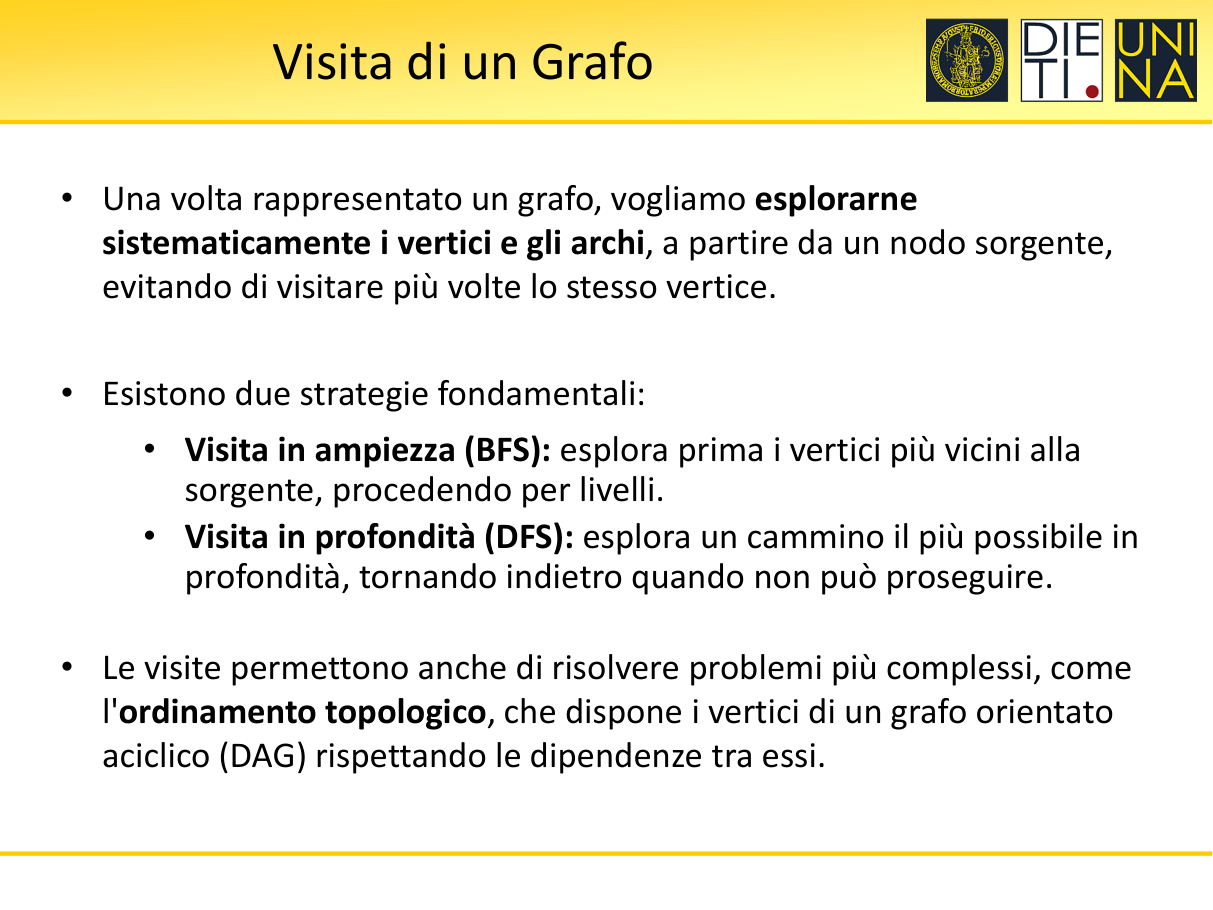 Visita di un Grafo
DIE
TI.
UNI
NA
• Una volta rappresentato un grafo, vogliamo esplorarne
sistematicamente i vertici e gli archi, a partire da un nodo sorgente,
evitando di visitare più volte lo stesso vertice.
• Esistono due strategie fondamentali:
• Visita in ampiezza (BFS): esplora prima i vertici più vicini alla
sorgente, procedendo per livelli.
• Visita in profondità (DFS): esplora un cammino il più possibile in
profondità, tornando indietro quando non può proseguire.
• Le visite permettono anche di risolvere problemi più complessi, come
l'ordinamento topologico, che dispone i vertici di un grafo orientato
aciclico (DAG) rispettando le dipendenze tra essi.